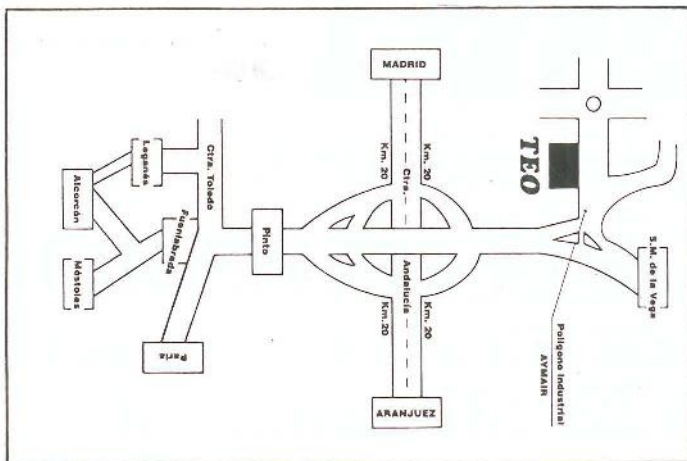 MADRID
Km. 20
Km. 20
Ctra.
Andalucía
Km. 20
Km. 20
ARANJUEZ
TEO
S.M. de la Vega
Polígono Industrial
AYMAIR
Pinto
Ctra. Toledo
Leganés
Alcorcón
Fuenlabrada
Móstoles
Parla